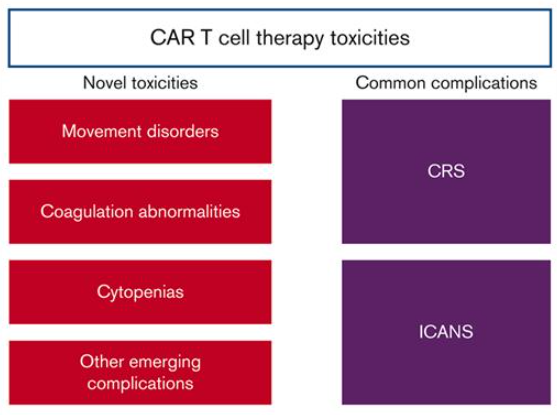 CAR T cell therapy toxicities
Novel toxicities
Movement disorders
Coagulation abnormalities
Cytopenias
Other emerging
complications
Common complications
CRS
ICANS